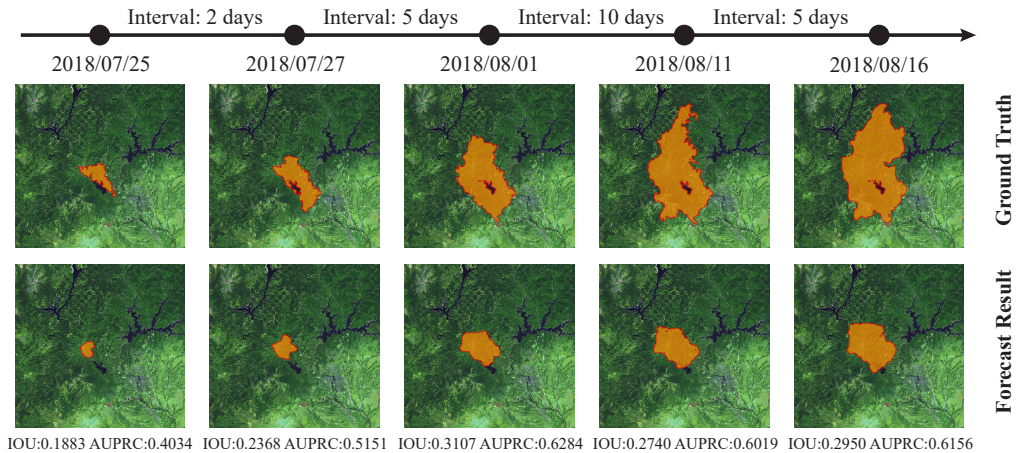 Interval: 2 days Interval: 5 days Interval: 10 days Interval: 5 days
2018/07/25 2018/07/27 2018/08/01 2018/08/11 2018/08/16
Ground Truth
Forecast Result
IOU:0.1883 AUPRC:0.4034 IOU:0.2368 AUPRC:0.5151 IOU:0.3107 AUPRC:0.6284 IOU:0.2740 AUPRC:0.6019 IOU:0.2950 AUPRC:0.6156